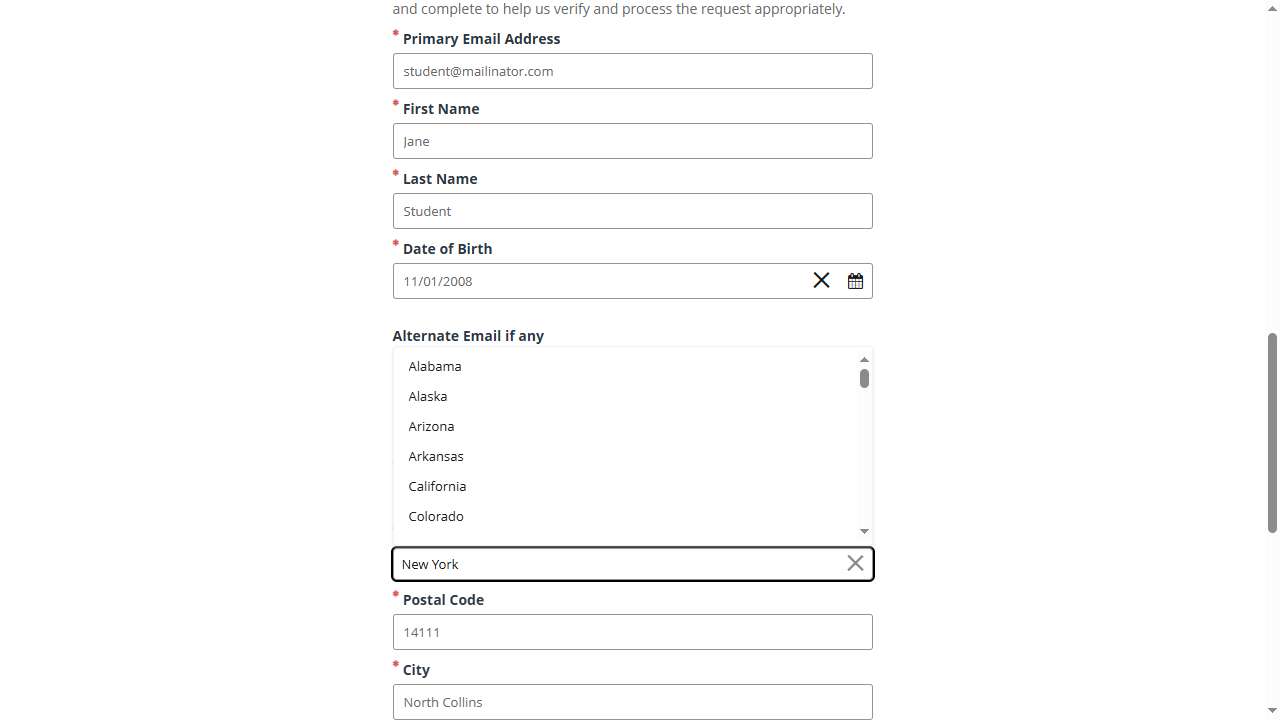 and complete to help us verify and process the request appropriately.
* Primary Email Address
student@mailinator.com
* First Name
Jane
* Last Name
Student
* Date of Birth
11/01/2008
Alternate Email if any
Alabama
Alaska
Arizona
Arkansas
California
Colorado
New York
* Postal Code
14111
* City
North Collins